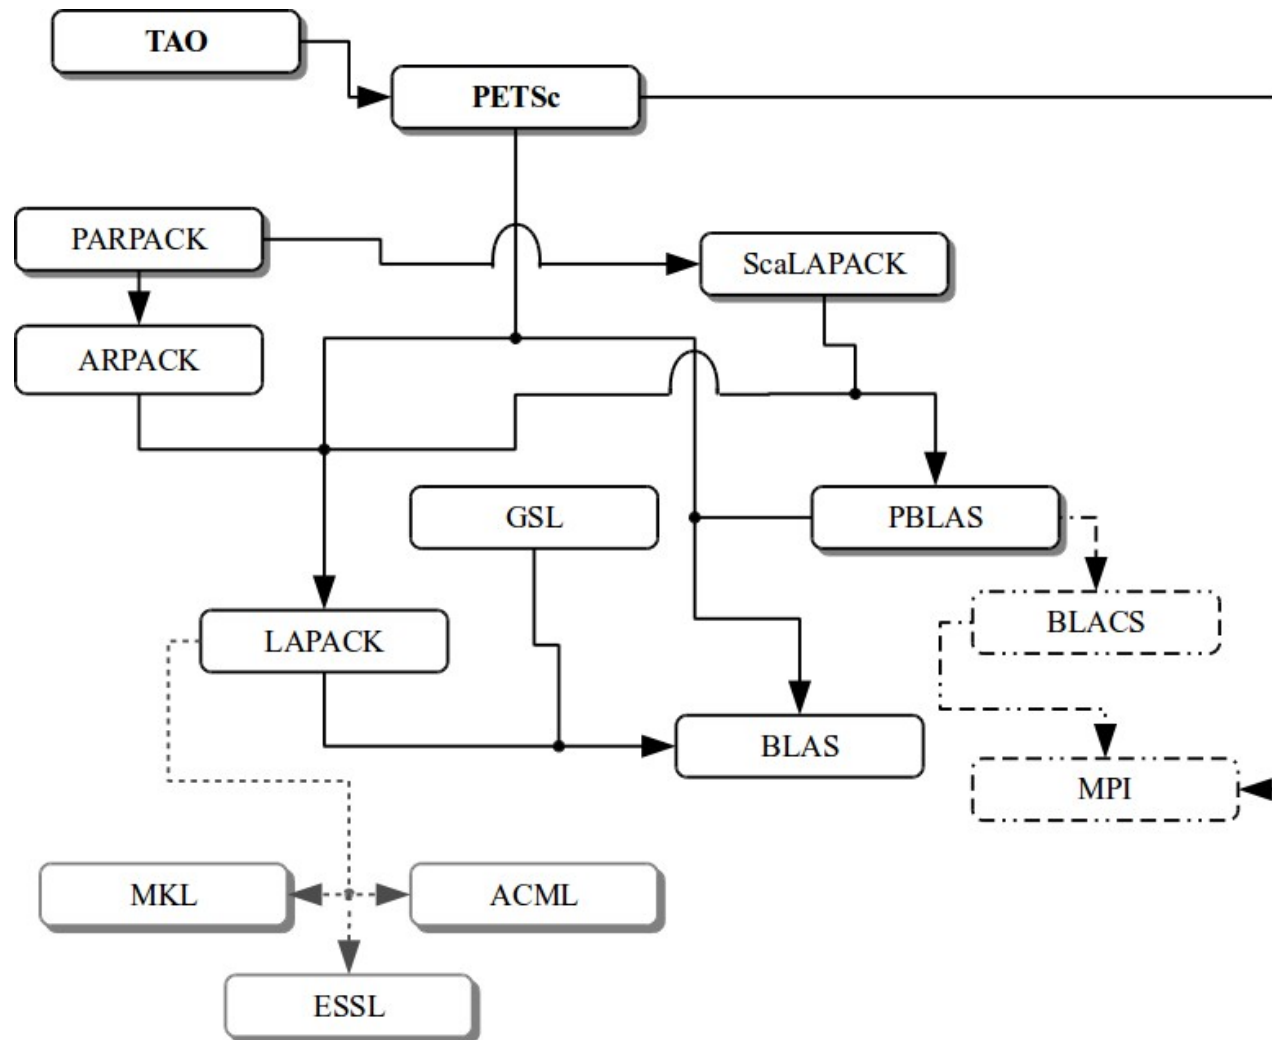 TAO
PETSc
PARPACK
ScaLAPACK
ARPACK
GSL
PBLAS
LAPACK
BLACS
BLAS
MPI
MKL
ACML
ESSL